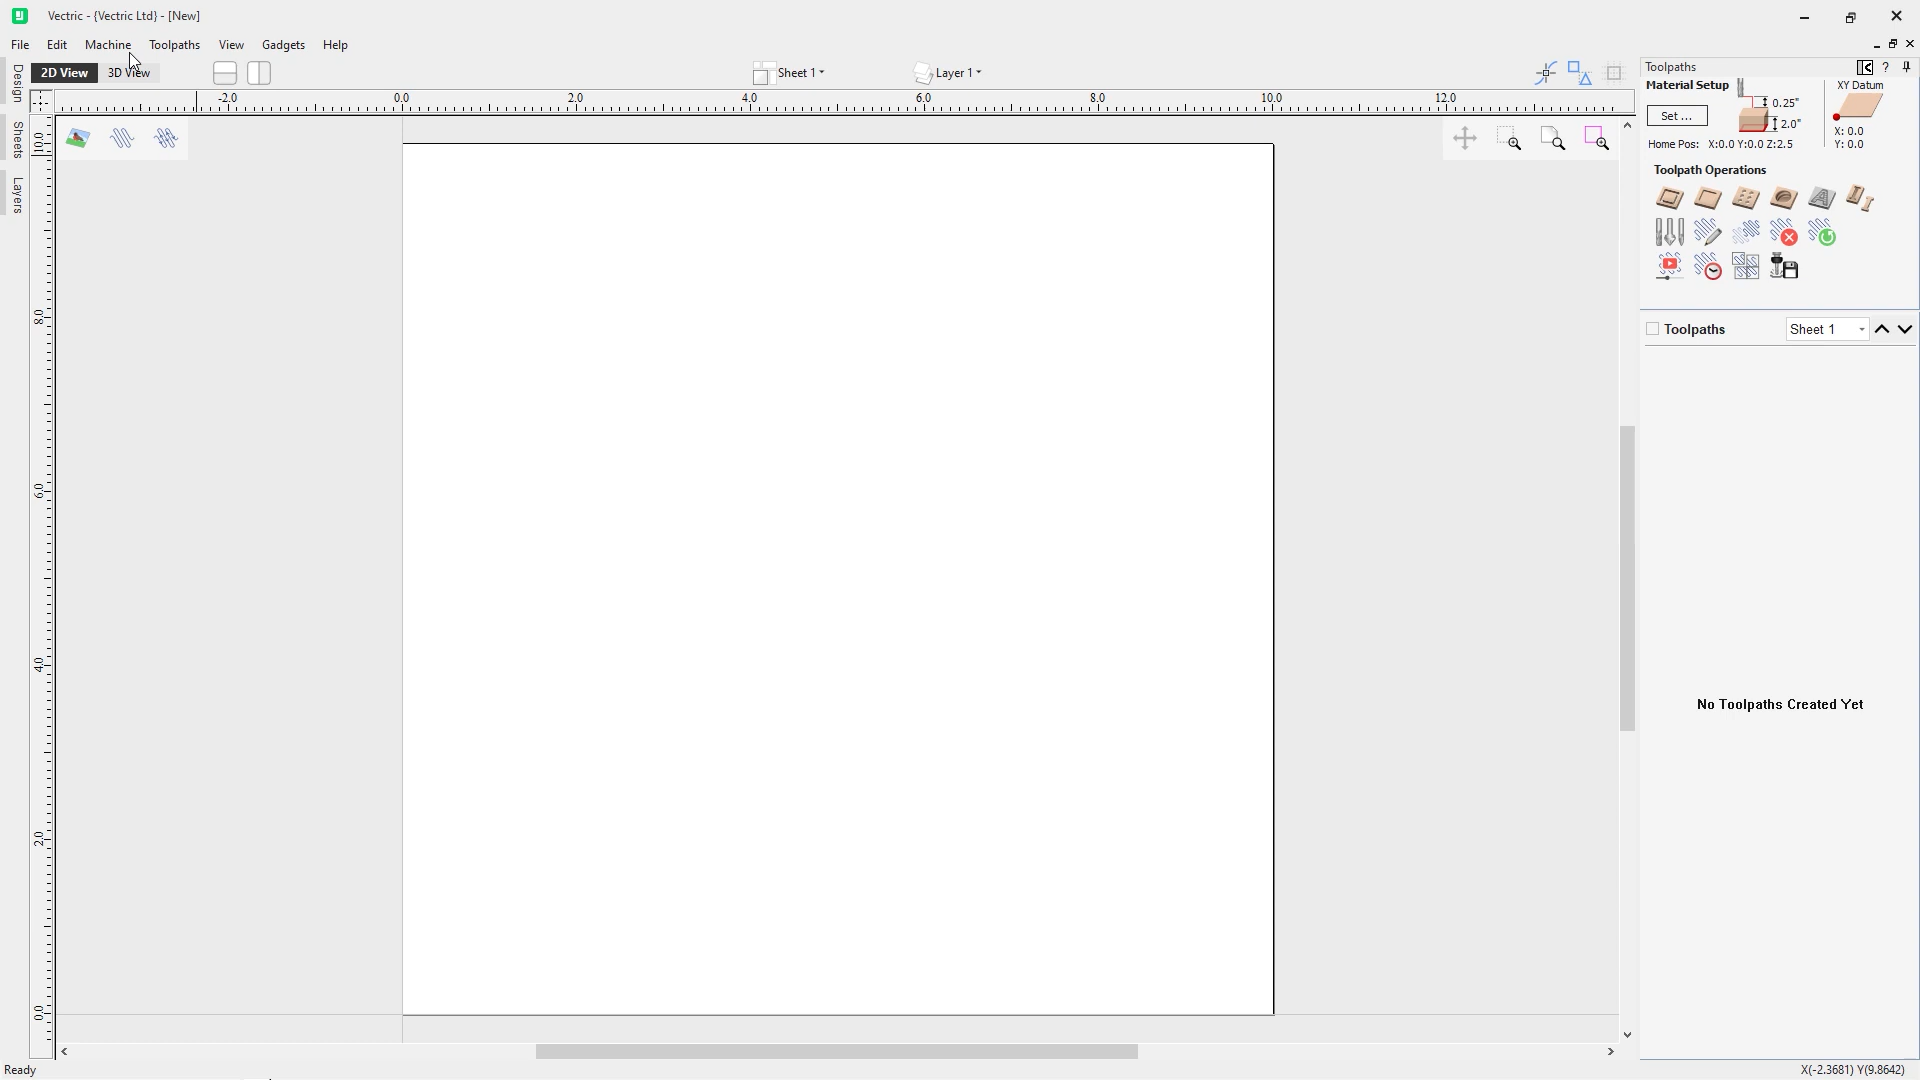 Vectric - {Vectric Ltd} - [New]
File Edit Machine Toolpaths View Gadgets Help
2D View 3D View Sheet 1 Layer 1
Design
Sheets
Layers
-2.0 0.0 2.0 4.0 6.0 8.0 10.0 12.0
10.0
8.0
6.0
4.0
2.0
0.0
Toolpaths ?
Material Setup XY Datum
0.25"
Set ... 2.0"
X: 0.0
Home Pos: X:0.0 Y:0.0 Z:2.5 Y: 0.0
Toolpath Operations
Toolpaths Sheet 1
No Toolpaths Created Yet
Ready X(-2.3681) Y(9.8642)